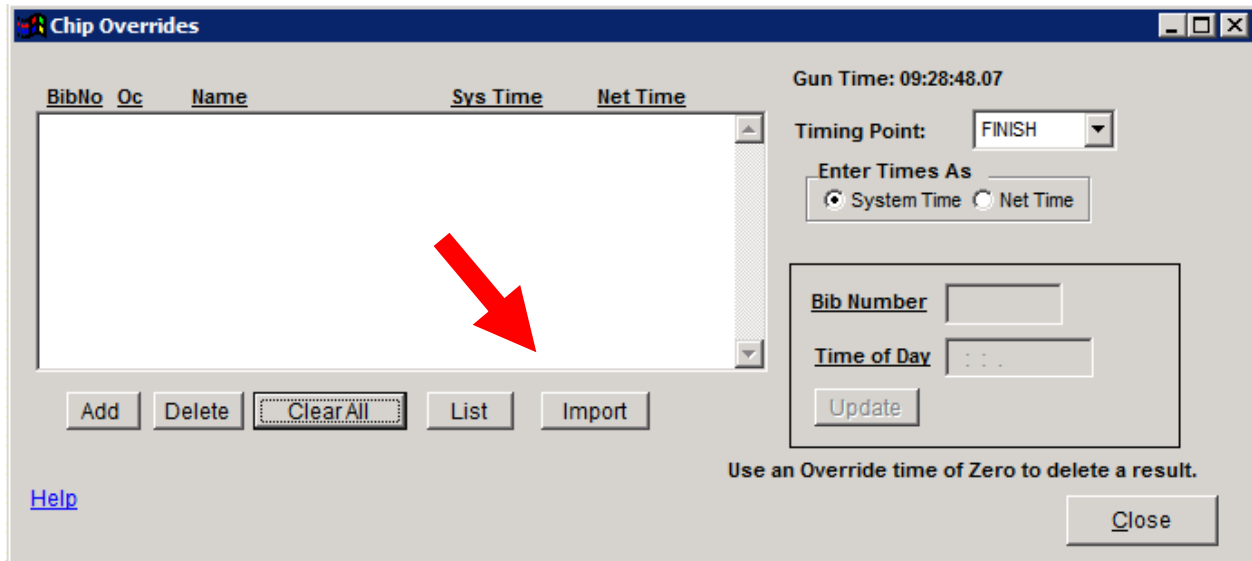 Chip Overrides
Gun Time: 09:28:48.07
BibNo Oc Name Sys Time Net Time
Timing Point: FINISH
Enter Times As
System Time Net Time
Bib Number
Time of Day : : .
Add Delete Clear All List Import
Update
Use an Override time of Zero to delete a result.
Help
Close